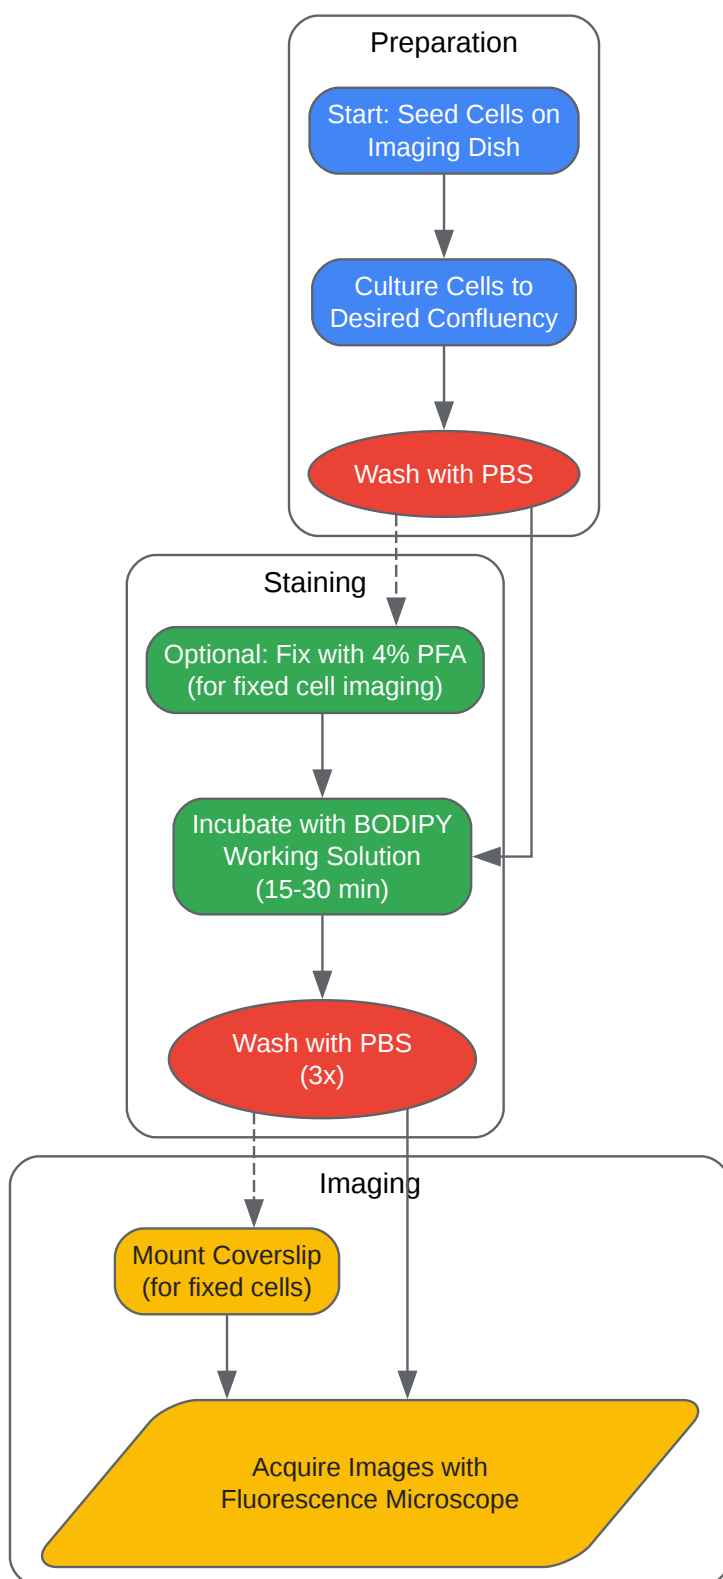 Preparation
Start: Seed Cells on
Imaging Dish
Culture Cells to
Desired Confluency
Wash with PBS
Staining
Optional: Fix with 4% PFA
(for fixed cell imaging)
Incubate with BODIPY
Working Solution
(15-30 min)
Wash with PBS
(3x)
Imaging
Mount Coverslip
(for fixed cells)
Acquire Images with
Fluorescence Microscope